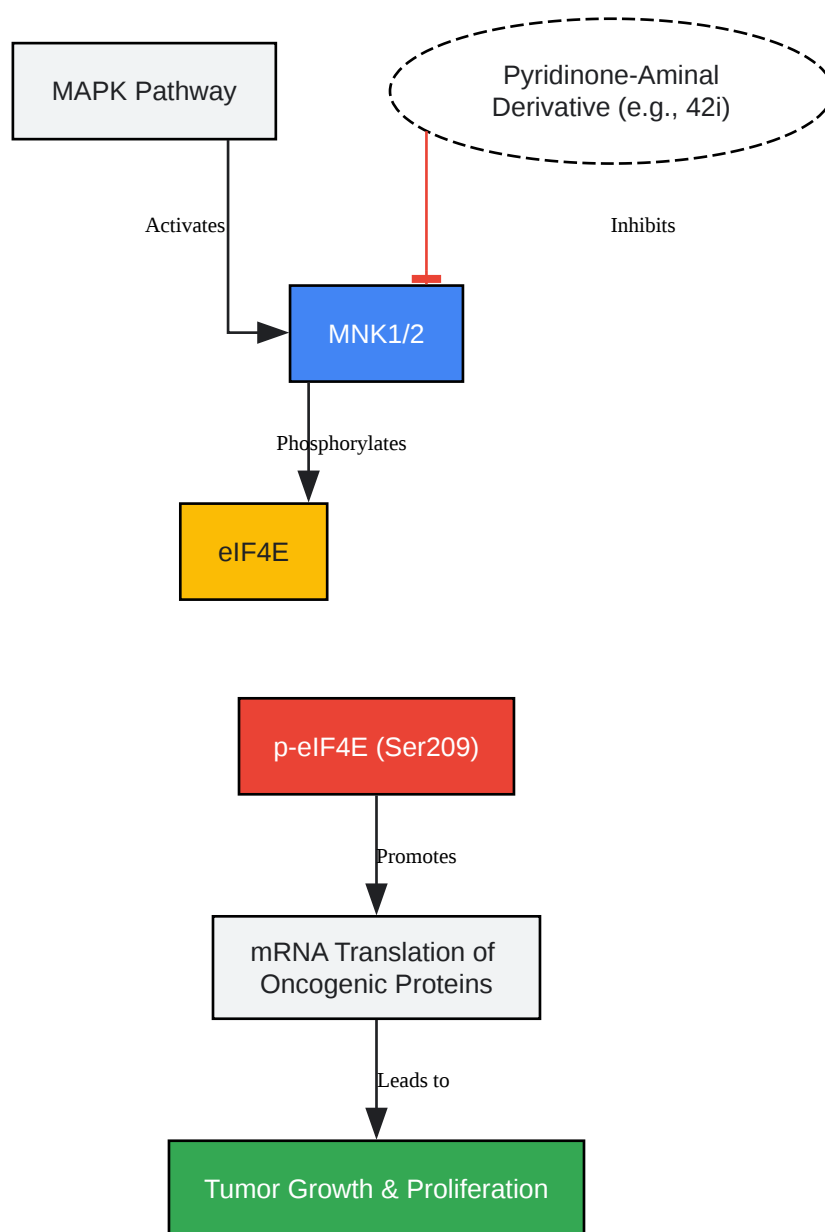 MAPK Pathway
Pyridinone-Aminal
Derivative (e.g., 42i)
Activates
Inhibits
MNK1/2
Phosphorylates
eIF4E
p-eIF4E (Ser209)
Promotes
mRNA Translation of
Oncogenic Proteins
Leads to
Tumor Growth & Proliferation